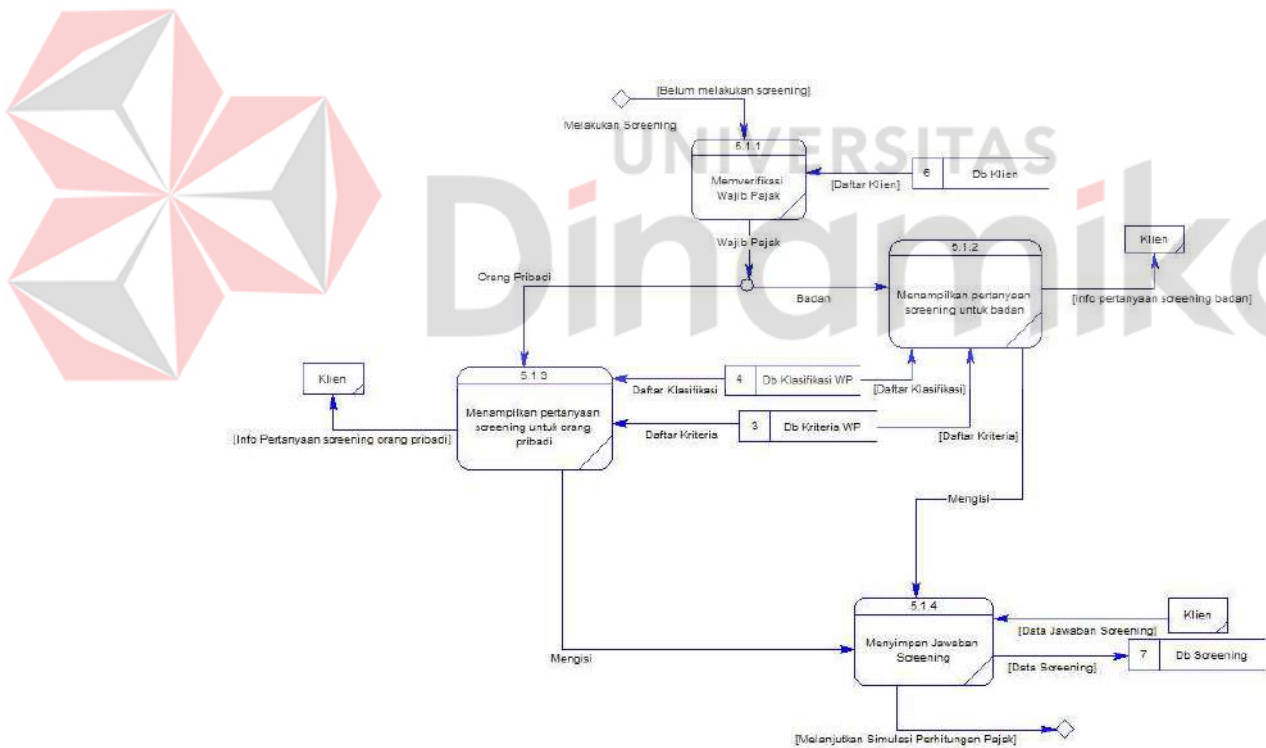 [Belum melakukan screening]
Melakukan Screening
UNIVERSITAS
Dinamika
5.1.1
Memverifikasi
Wajib Pajak
6 Db Klien
[Daftar Klien]
Wajib Pajak
5.1.2
Menampilkan pertanyaan
screening untuk badan
Klien
[Info pertanyaan screening badan]
Orang Pribadi
Badan
5.1.3
Menampilkan pertanyaan
screening untuk orang
pribadi
Klien
[Info Pertanyaan screening orang pribadi]
Daftar Klasifikasi
4 Db Klasifikasi WP
[Daftar Klasifikasi]
Daftar Kriteria
3 Db Kriteria WP
[Daftar Kriteria]
Mengisi
5.1.4
Menyimpan Jawaban
Screening
Klien
[Data Jawaban Screening]
[Data Screening]
7 Db Screening
Mengisi
[Melanjutkan Simulasi Perhitungan Pajak]